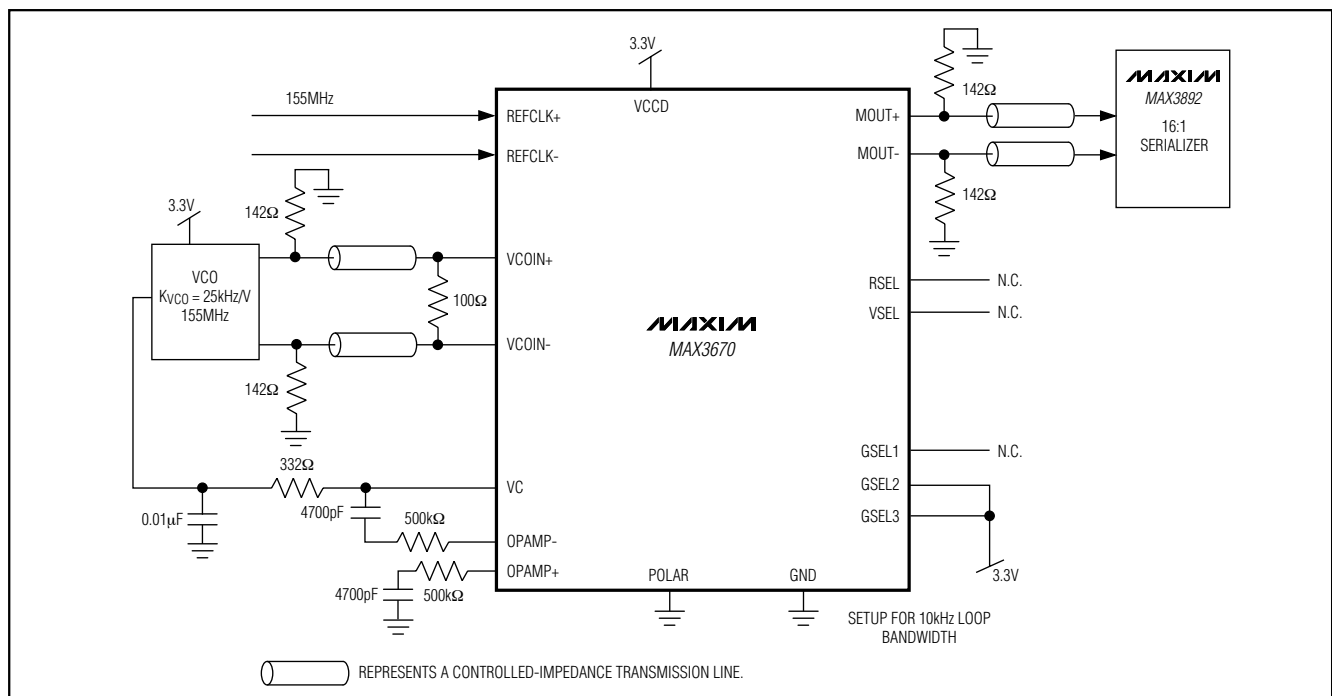 3.3V
155MHz
REFCLK+
REFCLK-
VCCD
142Ω
MOUT+
MOUT-
142Ω
MAXIM
MAX3892
16:1
SERIALIZER
3.3V
142Ω
VCO
KVCO = 25kHz/V
155MHz
VCOIN+
100Ω
VCOIN-
142Ω
MAXIM
MAX3670
RSEL
N.C.
VSEL
N.C.
332Ω
VC
0.01µF
4700pF
500kΩ
OPAMP-
OPAMP+
4700pF
500kΩ
GSEL1
N.C.
GSEL2
GSEL3
3.3V
POLAR
GND
SETUP FOR 10kHz LOOP
BANDWIDTH
REPRESENTS A CONTROLLED-IMPEDANCE TRANSMISSION LINE.